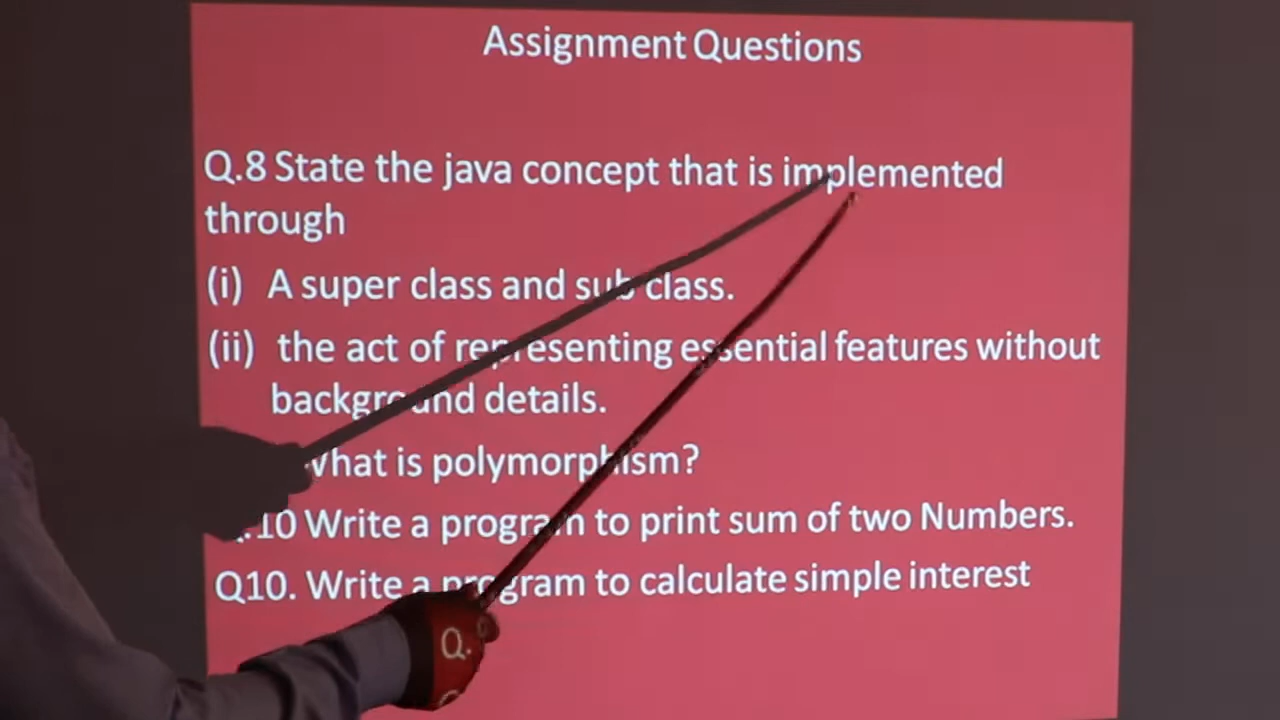 Assignment Questions
Q.8 State the java concept that is implemented
through
(i) A super class and sub class.
(ii) the act of representing essential features without
background details.
What is polymorphism?
.10 Write a program to print sum of two Numbers.
Q10. Write a program to calculate simple interest
Q.